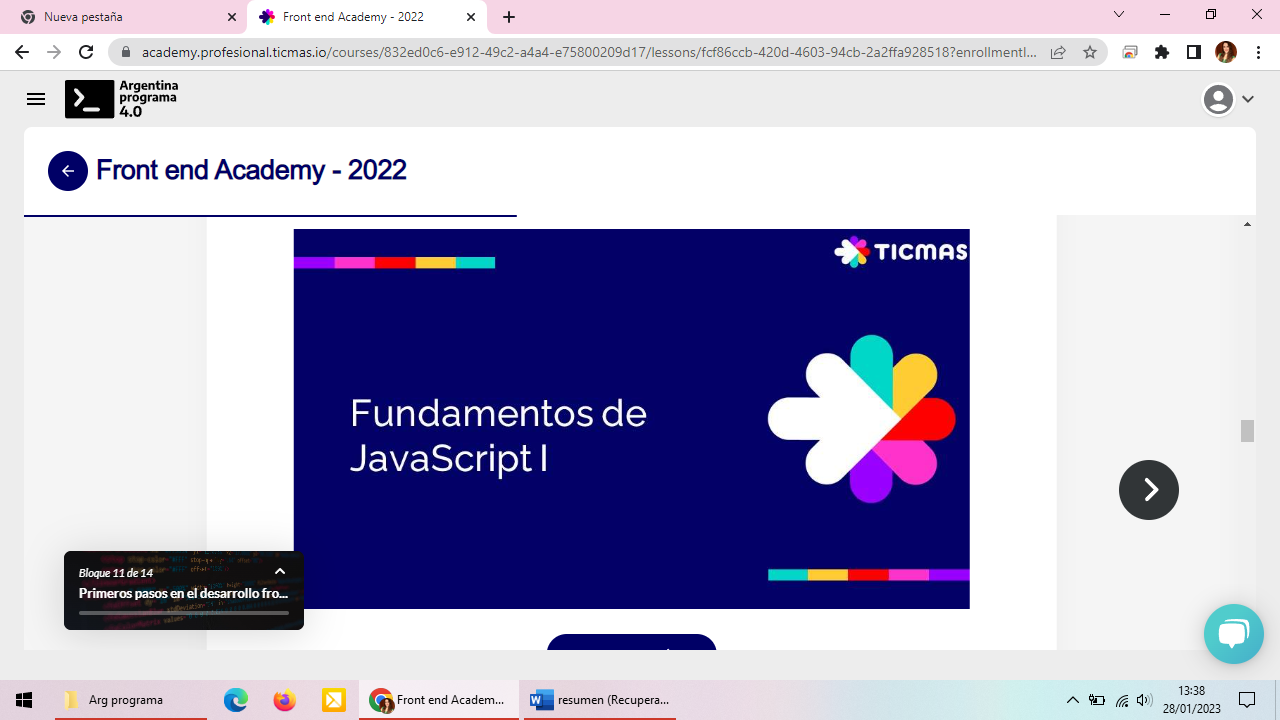 Nueva pestaña
Front end Academy - 2022
academy.profesional.ticmas.io/courses/832ed0c6-e912-49c2-a4a4-e75800209d17/lessons/fcf86ccb-420d-4603-94cb-2a2ffa928518?enrollmentI...
Argentina
programa
4.0
Front end Academy - 2022
TICMAS
Fundamentos de
JavaScript I
Bloque 11 de 14
Primeros pasos en el desarrollo fro...
Arg programa
Front end Academ...
resumen (Recupera...
13:38
28/01/2023